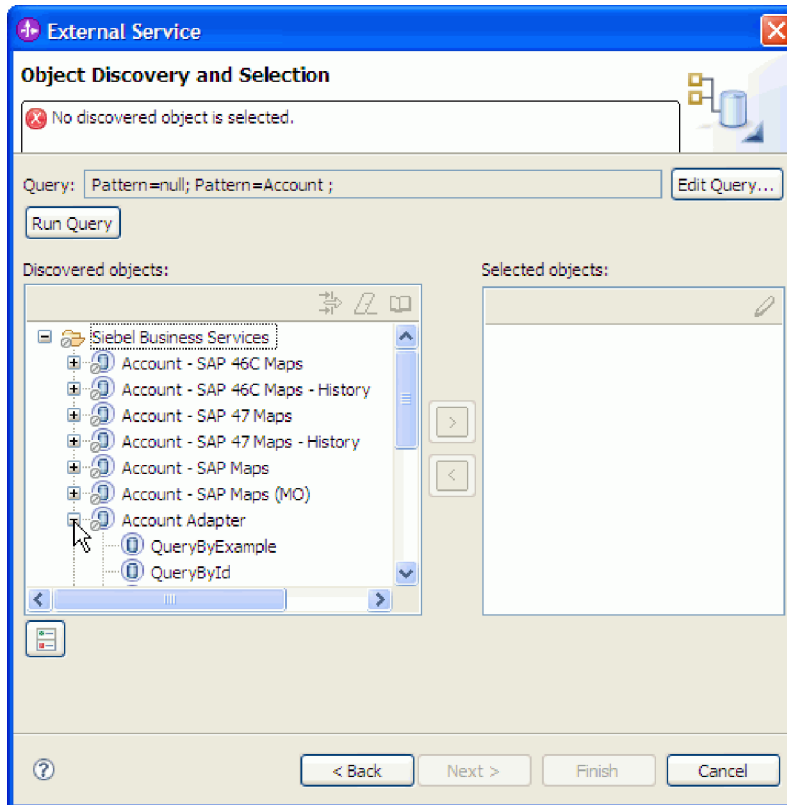 External Service
Object Discovery and Selection
No discovered object is selected.
Query: Pattern=null; Pattern=Account ; Edit Query...
Run Query
Discovered objects: Selected objects:
Siebel Business Services
Account - SAP 46C Maps
Account - SAP 46C Maps - History
Account - SAP 47 Maps
Account - SAP 47 Maps - History
Account - SAP Maps
Account - SAP Maps (MO)
Account Adapter
QueryByExample
QueryById
< Back Next > Finish Cancel